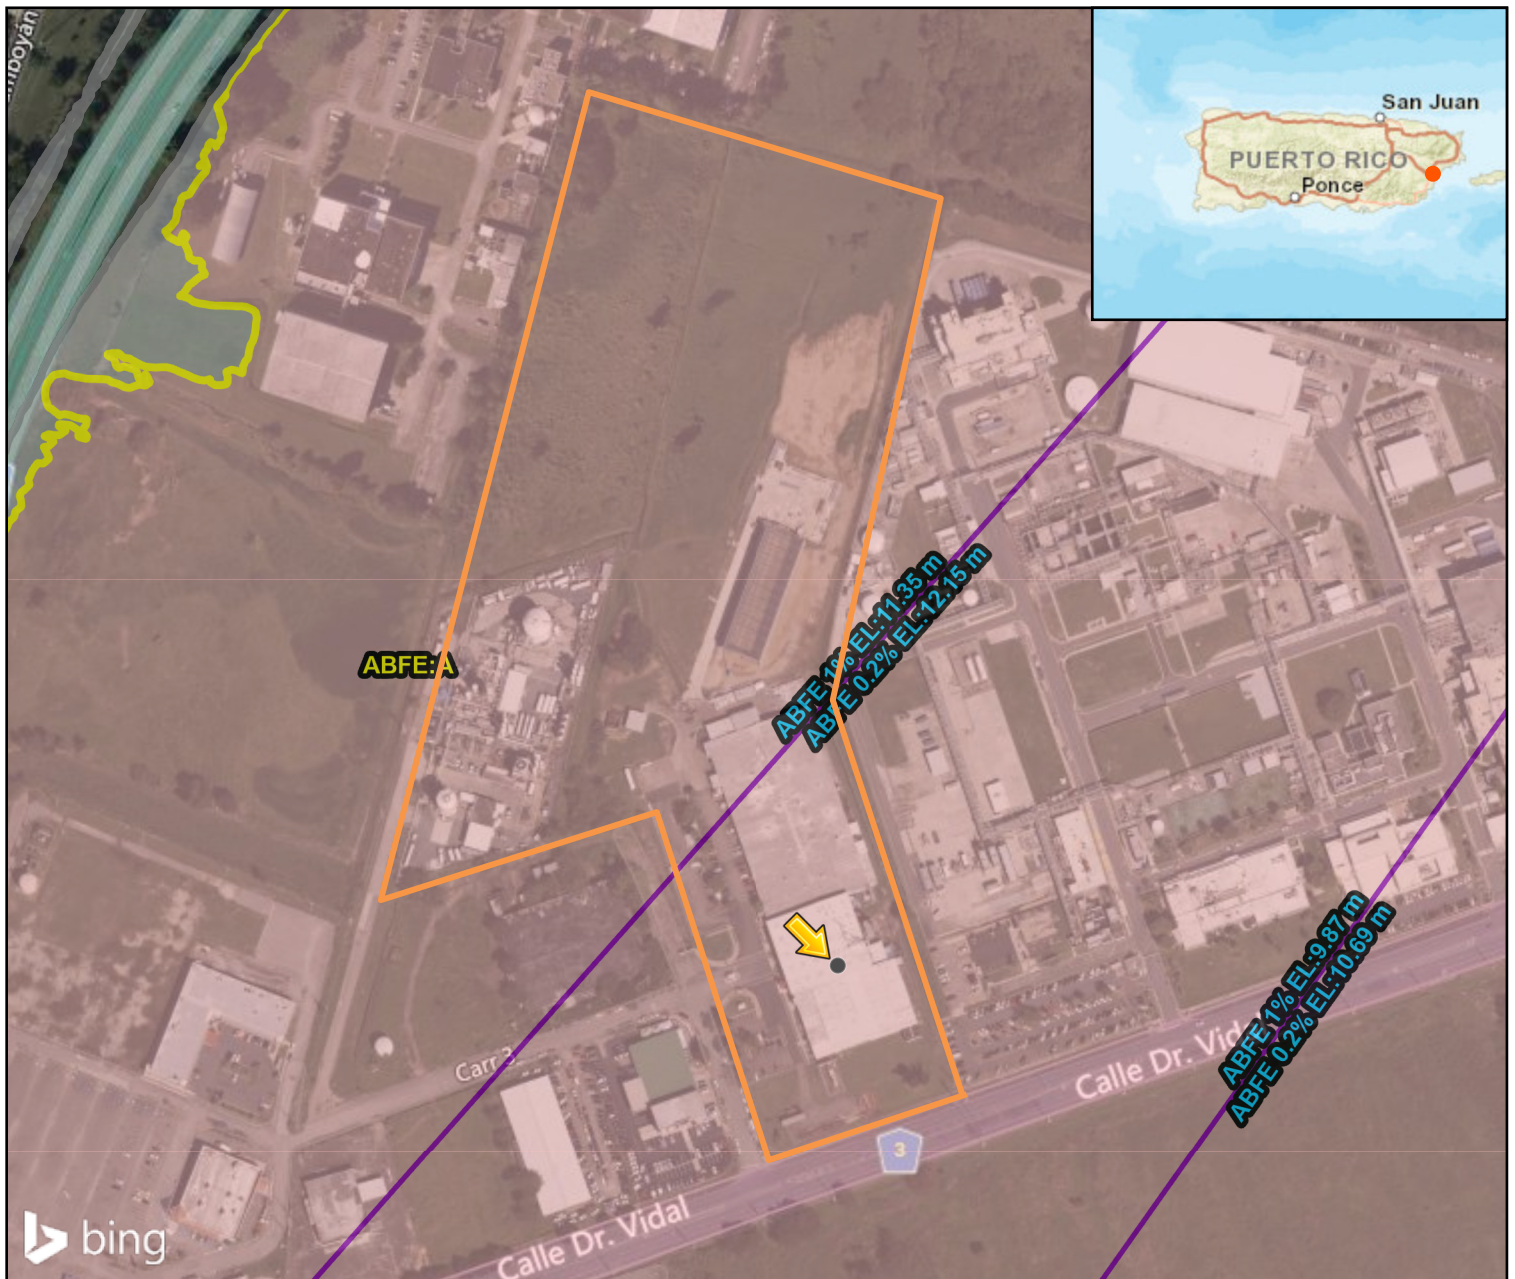 San Juan
PUERTO RICO
Ponce
ABFE 1% EL:11.35 m
ABFE 0.2% EL:12.15 m
ABFE:A
ABFE 1% EL:9.87 m
ABFE 0.2% EL:10.69 m
Carr 3
Calle Dr. Vidal
3
Calle Dr. Vidal
bing